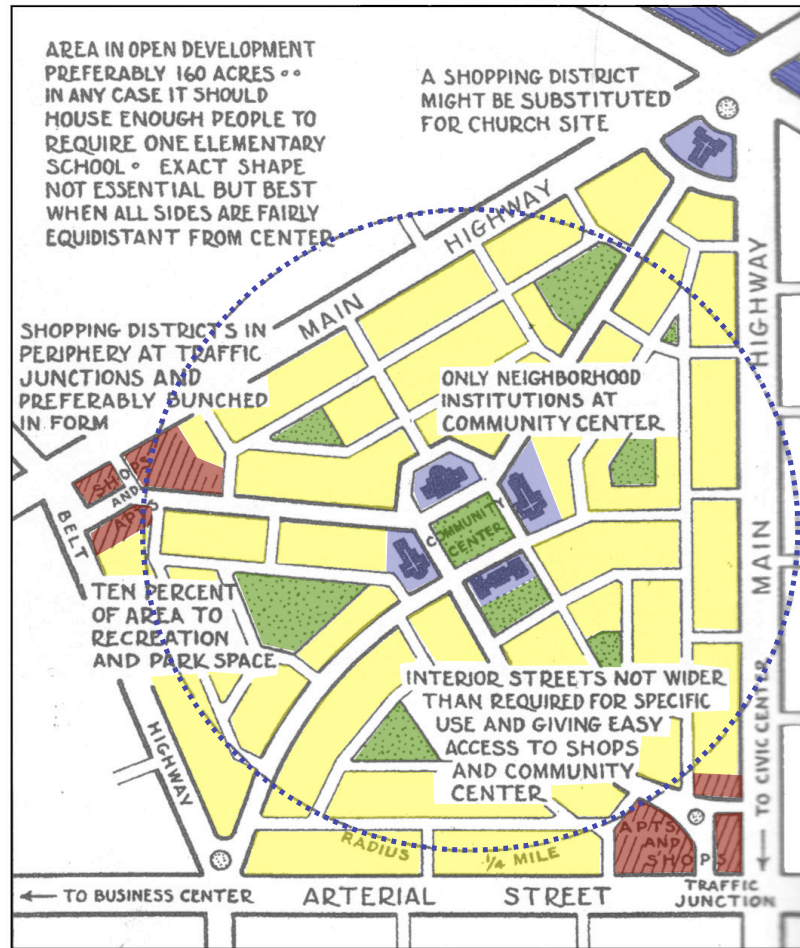 AREA IN OPEN DEVELOPMENT
PREFERABLY 160 ACRES
IN ANY CASE IT SHOULD
HOUSE ENOUGH PEOPLE TO
REQUIRE ONE ELEMENTARY
SCHOOL • EXACT SHAPE
NOT ESSENTIAL BUT BEST
WHEN ALL SIDES ARE FAIRLY
EQUIDISTANT FROM CENTER
A SHOPPING DISTRICT
MIGHT BE SUBSTITUTED
FOR CHURCH SITE
MAIN HIGHWAY
SHOPPING DISTRICTS IN
PERIPHERY AT TRAFFIC
JUNCTIONS AND
PREFERABLY BUNCHED
IN FORM
ONLY NEIGHBORHOOD
INSTITUTIONS AT
COMMUNITY CENTER
HIGHWAY
MAIN
SHOPS
AND
APTS
BELT
HIGHWAY
COMMUNITY
CENTER
TEN PERCENT
OF AREA TO
RECREATION
AND PARK SPACE
INTERIOR STREETS NOT WIDER
THAN REQUIRED FOR SPECIFIC
USE AND GIVING EASY
ACCESS TO SHOPS
AND COMMUNITY
CENTER
TO CIVIC CENTER
APTS
AND
SHOPS
RADIUS 1/4 MILE
TRAFFIC
JUNCTION
← TO BUSINESS CENTER ARTERIAL STREET